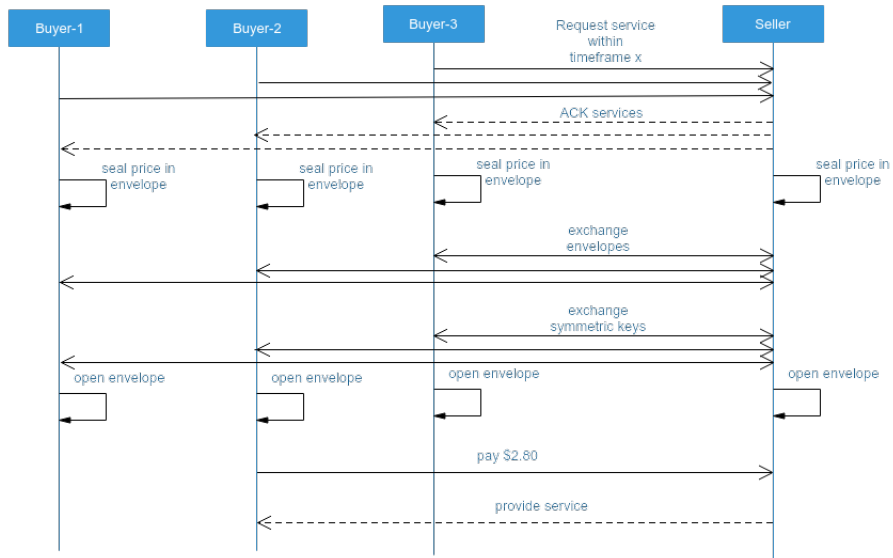 Buyer-1
Buyer-2
Buyer-3
Seller
Request service
within
timeframe x
ACK services
seal price in
envelope
seal price in
envelope
seal price in
envelope
seal price in
envelope
exchange
envelopes
exchange
symmetric keys
open envelope
open envelope
open envelope
open envelope
pay $2.80
provide service